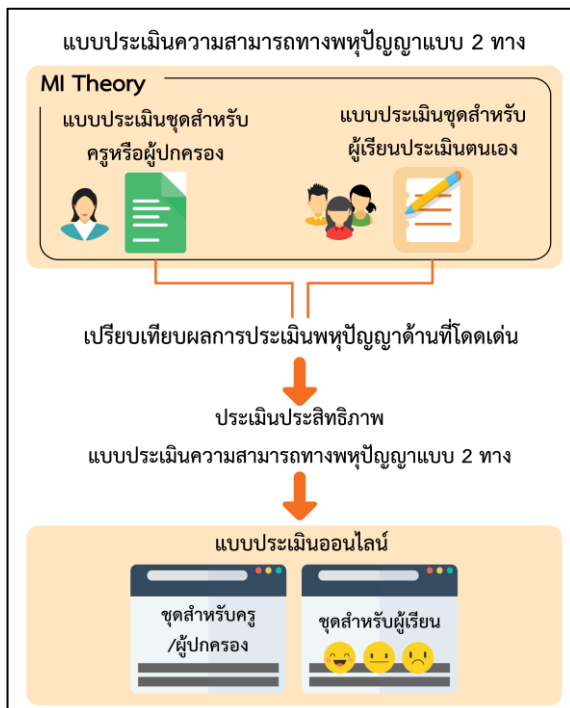 แบบประเมินความสามารถทางพหุปัญญาแบบ 2 ทาง
MI Theory
แบบประเมินชุดสำหรับ
ครูหรือผู้ปกครอง
แบบประเมินชุดสำหรับ
ผู้เรียนประเมินตนเอง
เปรียบเทียบผลการประเมินพหุปัญญาด้านที่โดดเด่น
ประเมินประสิทธิภาพ
แบบประเมินความสามารถทางพหุปัญญาแบบ 2 ทาง
แบบประเมินออนไลน์
ชุดสำหรับครู
/ผู้ปกครอง
ชุดสำหรับผู้เรียน